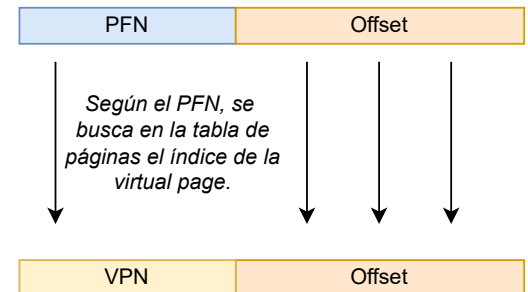 PFN Offset
Según el PFN, se
busca en la tabla de
páginas el índice de la
virtual page.
VPN Offset